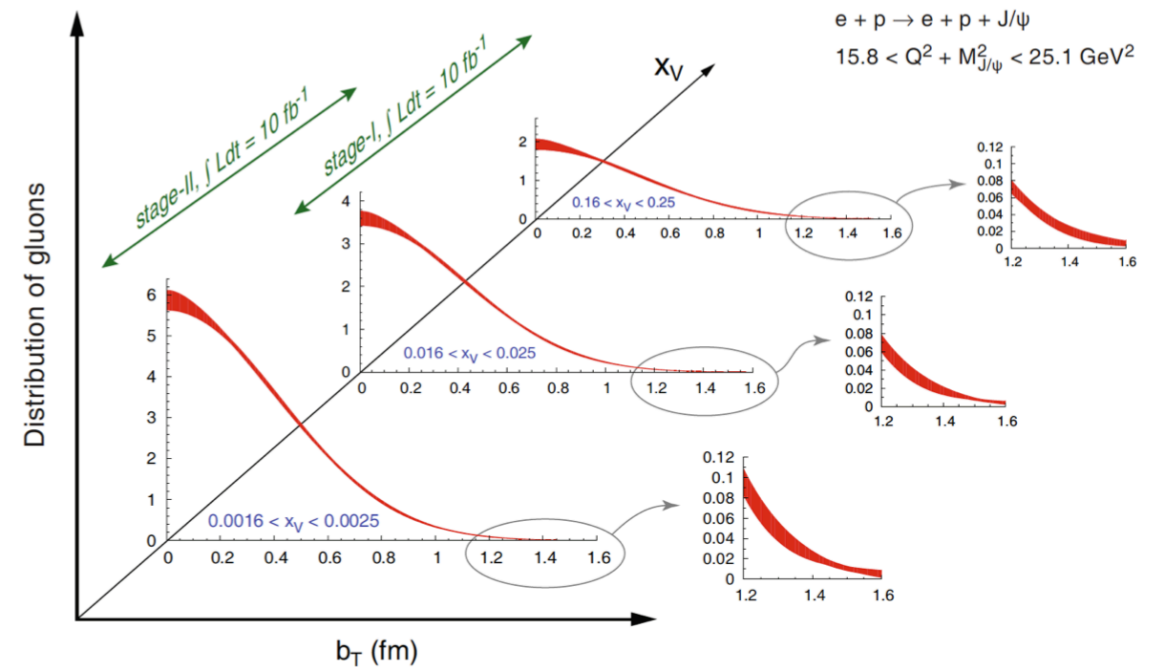 e + p → e + p + J/ψ
15.8 < Q² + M²_J/ψ < 25.1 GeV²
stage-II, ∫ Ldt = 10 fb⁻¹
stage-I, ∫ Ldt = 10 fb⁻¹
x_V
Distribution of gluons
b_T (fm)
2
1
0
0.16 < x_V < 0.25
0 0.2 0.4 0.6 0.8 1 1.2 1.4 1.6
0.12
0.1
0.08
0.06
0.04
0.02
0
1.2 1.4 1.6
4
3
2
1
0
0.016 < x_V < 0.025
0 0.2 0.4 0.6 0.8 1 1.2 1.4 1.6
0.12
0.1
0.08
0.06
0.04
0.02
0
1.2 1.4 1.6
6
5
4
3
2
1
0
0.0016 < x_V < 0.0025
0 0.2 0.4 0.6 0.8 1 1.2 1.4 1.6
0.12
0.1
0.08
0.06
0.04
0.02
0
1.2 1.4 1.6